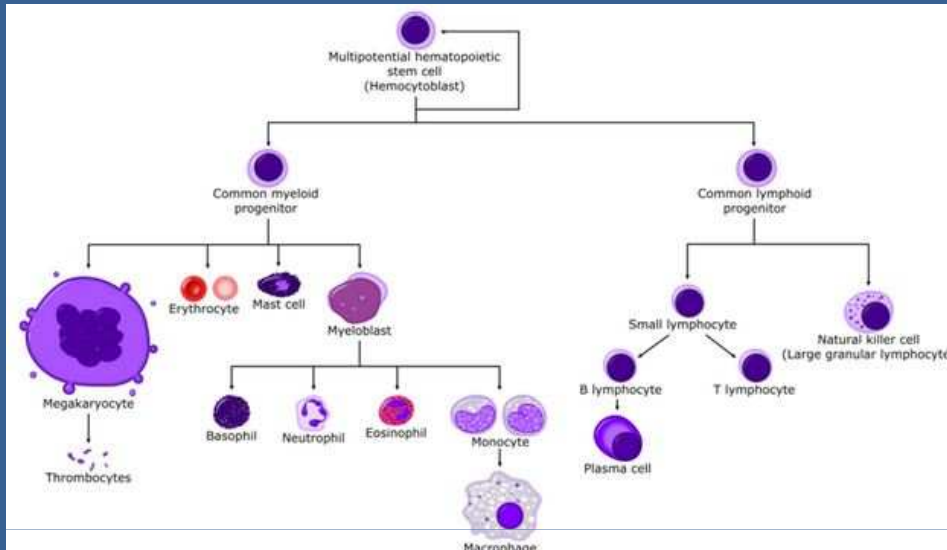 Multipotential hematopoietic
stem cell
(Hemocytoblast)
Common myeloid
progenitor
Common lymphoid
progenitor
Erythrocyte
Mast cell
Myeloblast
Small lymphocyte
Natural killer cell
(Large granular lymphocyte
Megakaryocyte
B lymphocyte
T lymphocyte
Basophil
Neutrophil
Eosinophil
Monocyte
Thrombocytes
Plasma cell
Macrophage